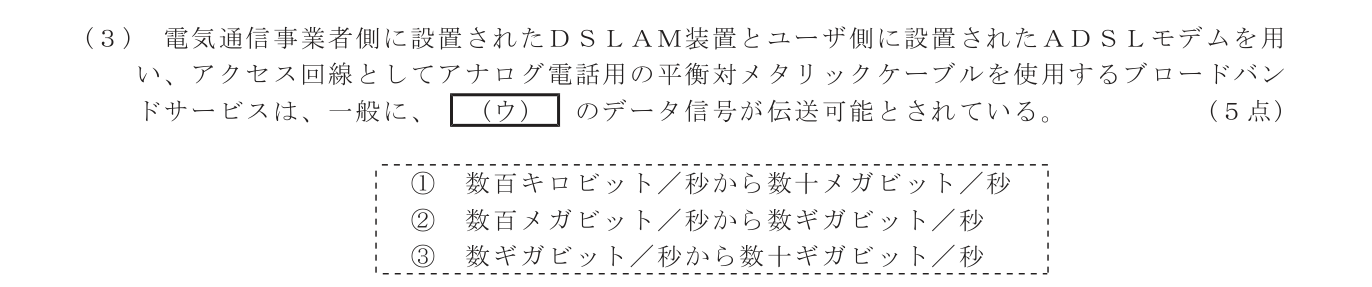 (３) 電気通信事業者側に設置されたＤＳＬＡＭ装置とユーザ側に設置されたＡＤＳＬモデムを用
い、アクセス回線としてアナログ電話用の平衡対メタリックケーブルを使用するブロードバン
ドサービスは、一般に、 (ウ) のデータ信号が伝送可能とされている。 (５点)
① 数百キロビット／秒から数十メガビット／秒
② 数百メガビット／秒から数ギガビット／秒
③ 数ギガビット／秒から数十ギガビット／秒